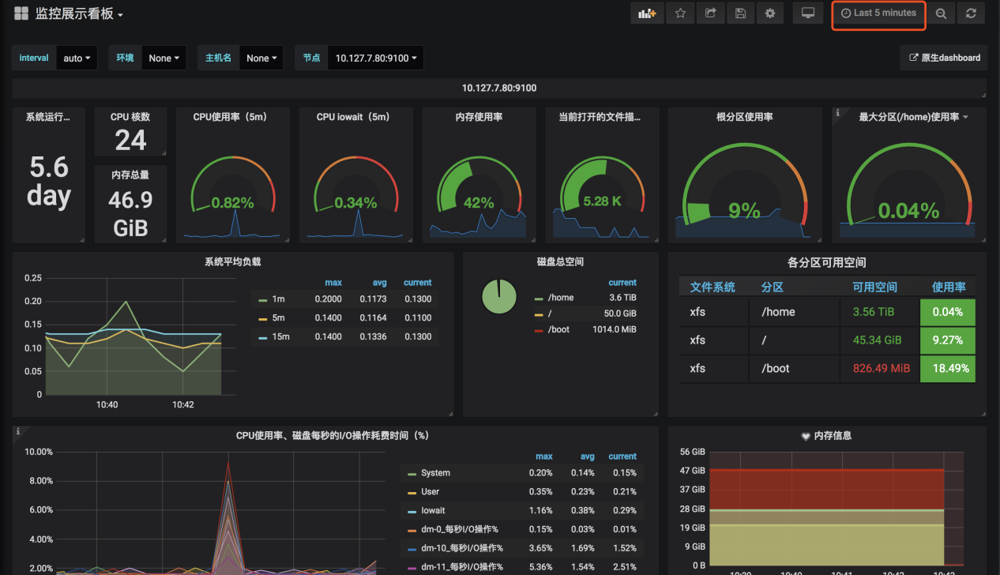 监控展示看板
Last 5 minutes
interval auto 环境 None 主机名 None 节点 10.127.7.80:9100 原生dashboard
10.127.7.80:9100
系统运行...
5.6
day
CPU 核数
24
内存总量
46.9
GiB
CPU使用率（5m）
0.82%
CPU iowait（5m）
0.34%
内存使用率
42%
当前打开的文件描...
5.28 K
根分区使用率
9%
最大分区(/home)使用率
0.04%
系统平均负载
0.25
0.20
0.15
0.10
0.05
0
10:40 10:42
max avg current
1m 0.2000 0.1173 0.1300
5m 0.1400 0.1164 0.1100
15m 0.1400 0.1336 0.1300
磁盘总空间
current
/home 3.6 TiB
/ 50.0 GiB
/boot 1014.0 MiB
各分区可用空间
文件系统 分区 可用空间 使用率
xfs /home 3.56 TiB 0.04%
xfs / 45.34 GiB 9.27%
xfs /boot 826.49 MiB 18.49%
CPU使用率、磁盘每秒的I/O操作耗费时间（%）
10.00%
8.00%
6.00%
4.00%
2.00%
max avg current
System 0.20% 0.14% 0.15%
User 0.35% 0.23% 0.21%
Iowait 1.16% 0.38% 0.29%
dm-0_每秒I/O操作% 0.15% 0.03% 0.01%
dm-10_每秒I/O操作% 3.65% 1.69% 1.52%
dm-11_每秒I/O操作% 5.36% 1.54% 2.51%
内存信息
56 GiB
47 GiB
37 GiB
28 GiB
19 GiB
9 GiB
0 B
10:39 10:40 10:41 10:42 10:43